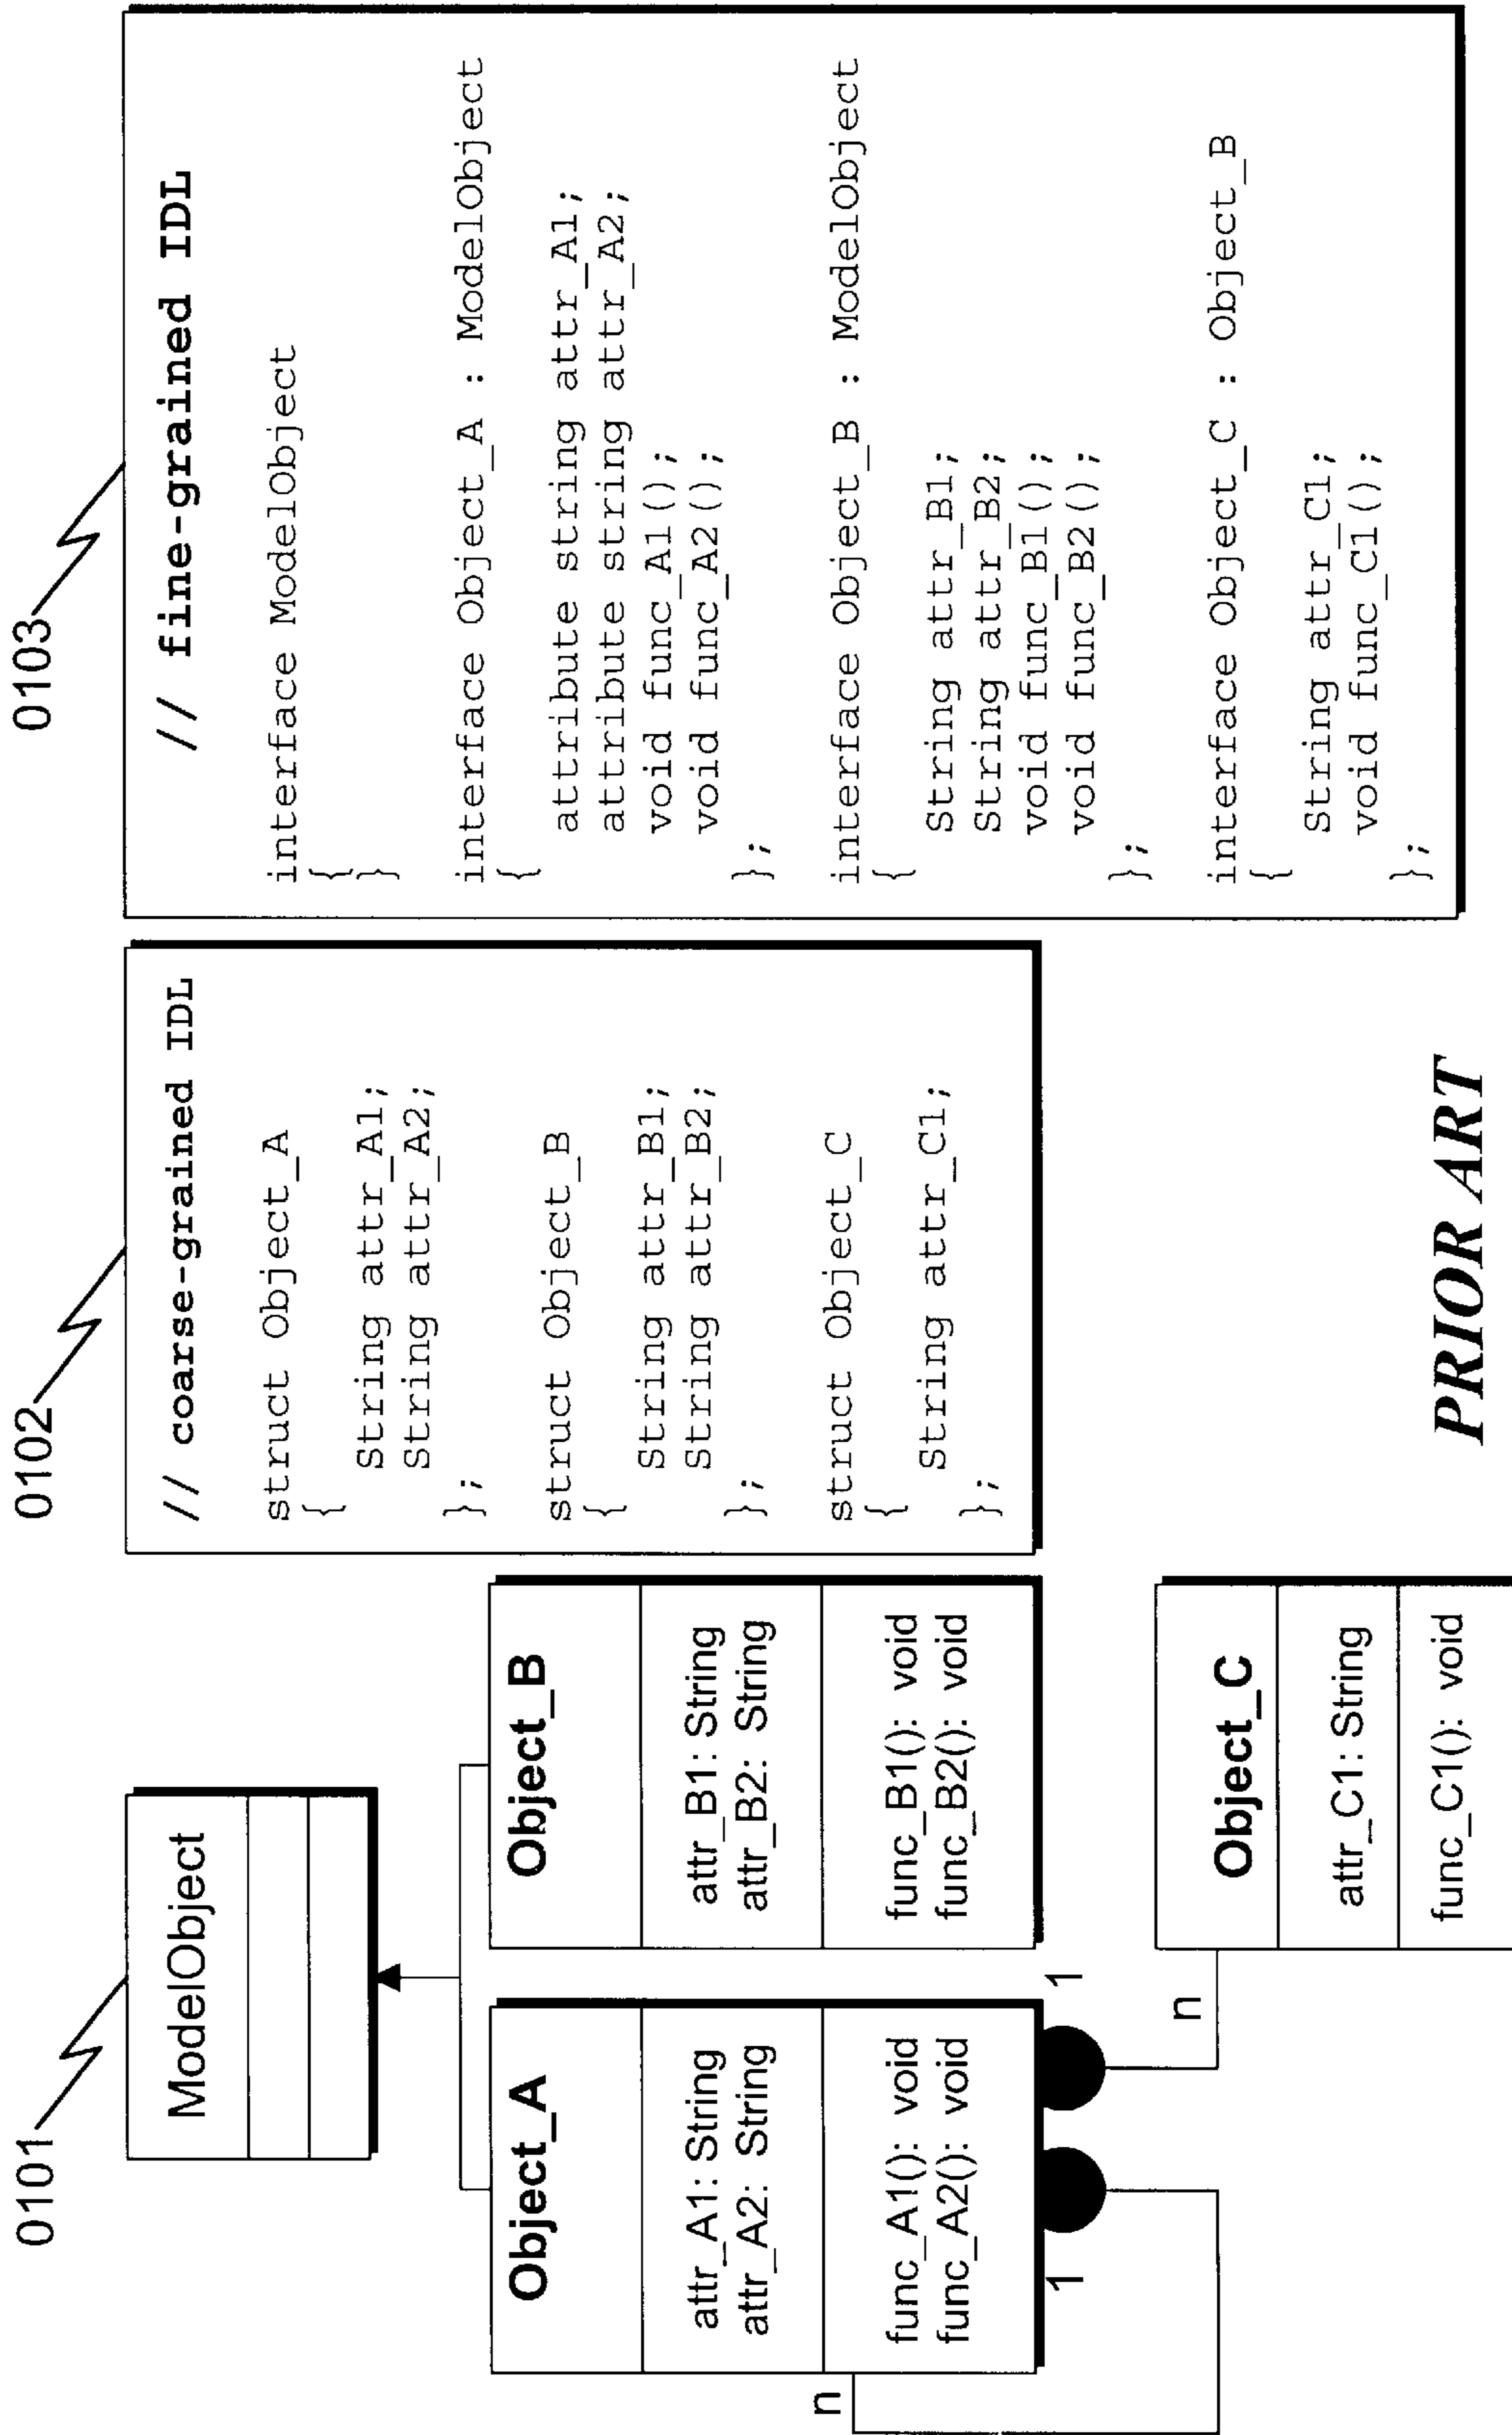 0101
ModelObject
Object_A
attr_A1: String
attr_A2: String
func_A1(): void
func_A2(): void
1
1
n
Object_B
attr_B1: String
attr_B2: String
func_B1(): void
func_B2(): void
n
Object_C
attr_C1: String
func_C1(): void
0102
// coarse-grained IDL
struct Object_A
{
String attr_A1;
String attr_A2;
};
struct Object_B
{
String attr_B1;
String attr_B2;
};
struct Object_C
{
String attr_C1;
};
0103
// fine-grained IDL
interface ModelObject
{
}
interface Object_A : ModelObject
{
attribute string attr_A1;
attribute string attr_A2;
void func_A1();
void func_A2();
};
interface Object_B : ModelObject
{
String attr_B1;
String attr_B2;
void func_B1();
void func_B2();
};
interface Object_C : Object_B
{
String attr_C1;
void func_C1();
};
PRIOR ART